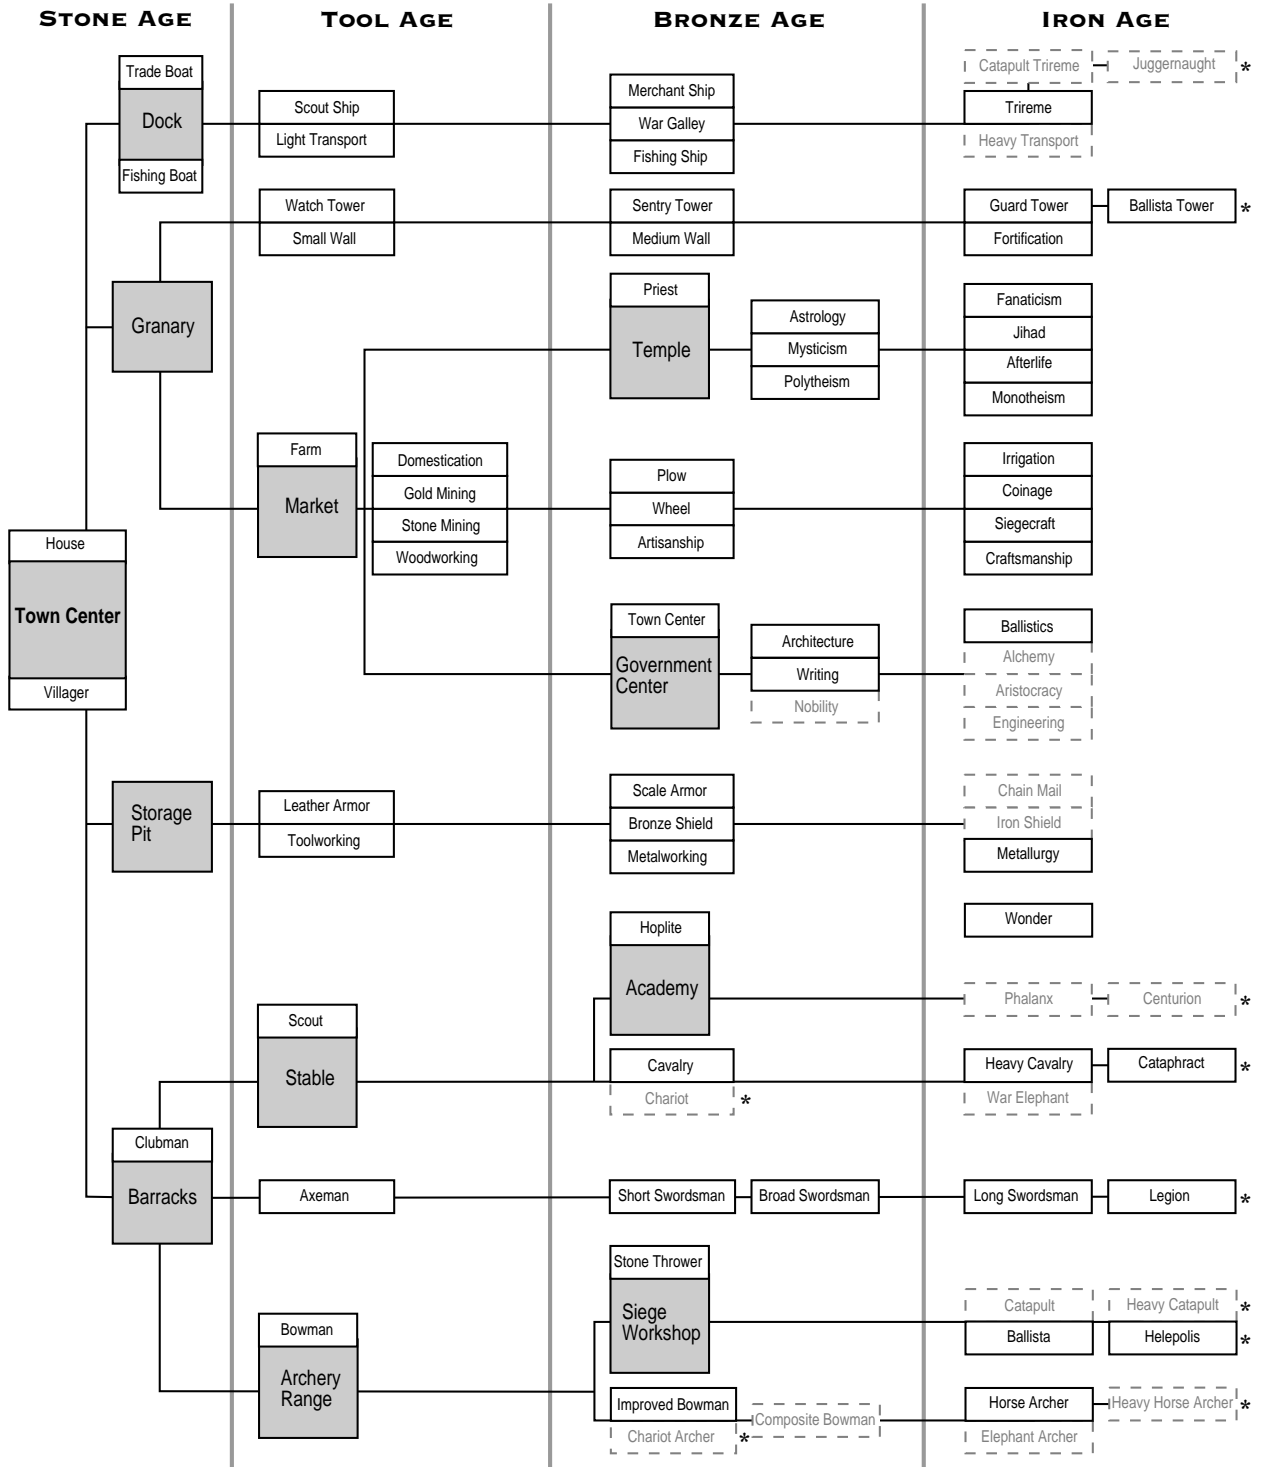 STONE AGE
TOOL AGE
BRONZE AGE
IRON AGE
Trade Boat
Dock
Fishing Boat
Scout Ship
Light Transport
Merchant Ship
War Galley
Fishing Ship
Catapult Trireme
Juggernaught *
Trireme
Heavy Transport
Watch Tower
Small Wall
Sentry Tower
Medium Wall
Guard Tower
Ballista Tower *
Fortification
Granary
Priest
Temple
Astrology
Mysticism
Polytheism
Fanaticism
Jihad
Afterlife
Monotheism
Farm
Market
Domestication
Gold Mining
Stone Mining
Woodworking
Plow
Wheel
Artisanship
Irrigation
Coinage
Siegecraft
Craftsmanship
House
Town Center
Villager
Town Center
Government
Center
Architecture
Writing
Nobility
Ballistics
Alchemy
Aristocracy
Engineering
Storage
Pit
Leather Armor
Toolworking
Scale Armor
Bronze Shield
Metalworking
Chain Mail
Iron Shield
Metallurgy
Wonder
Hoplite
Academy
Phalanx
Centurion *
Scout
Stable
Cavalry
Chariot *
Heavy Cavalry
Cataphract *
War Elephant
Clubman
Barracks
Axeman
Short Swordsman
Broad Swordsman
Long Swordsman
Legion *
Stone Thrower
Siege
Workshop
Catapult
Heavy Catapult *
Ballista
Helepolis *
Bowman
Archery
Range
Improved Bowman
Chariot Archer *
Composite Bowman
Horse Archer
Heavy Horse Archer *
Elephant Archer